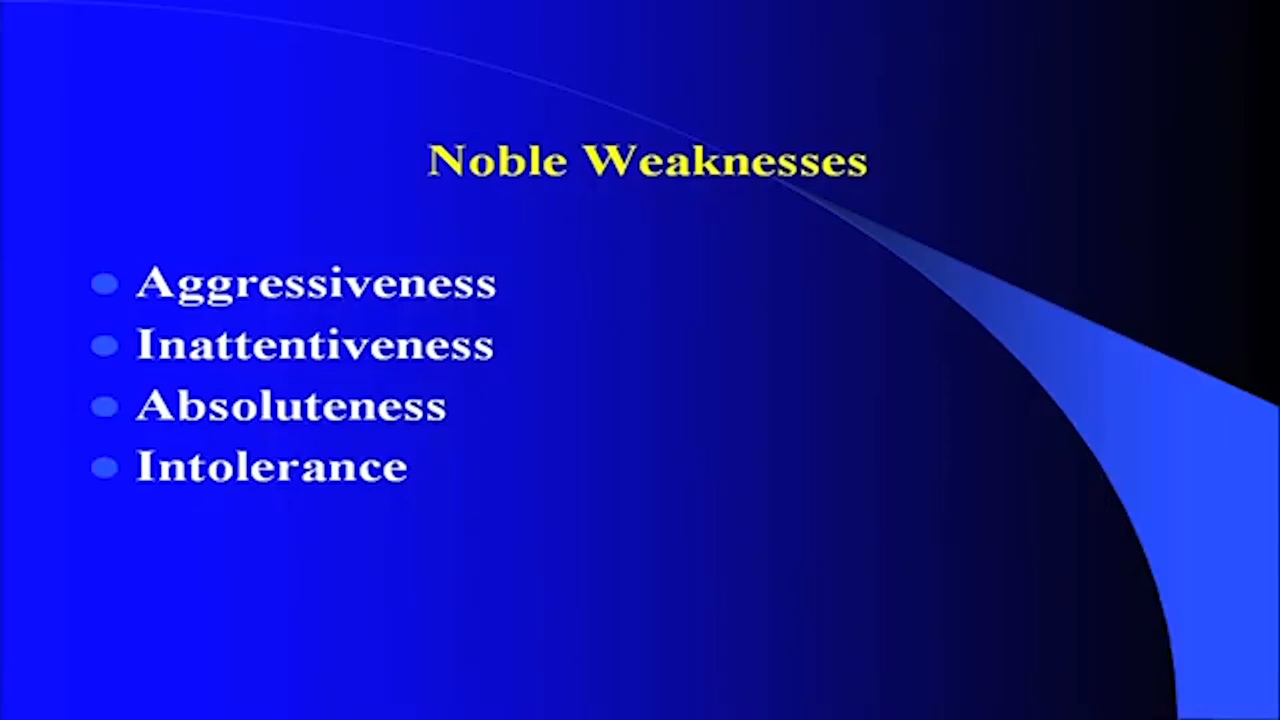 Noble Weaknesses
Aggressiveness
Inattentiveness
Absoluteness
Intolerance